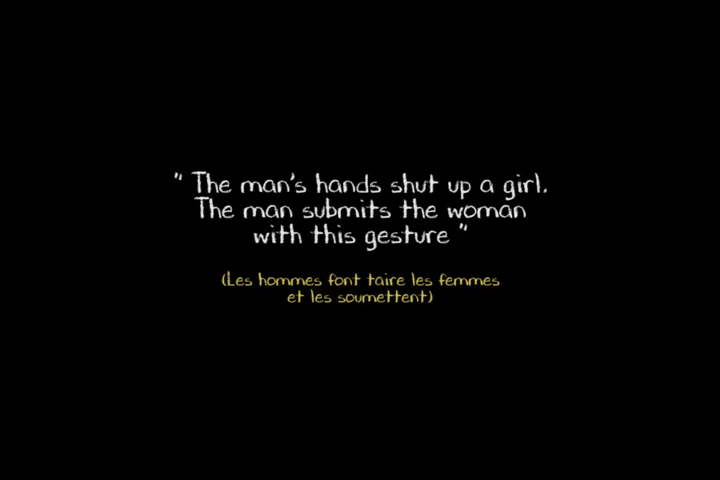 " The man's hands shut up a girl.
The man submits the woman
with this gesture "
(Les hommes font taire les femmes
et les soumettent)